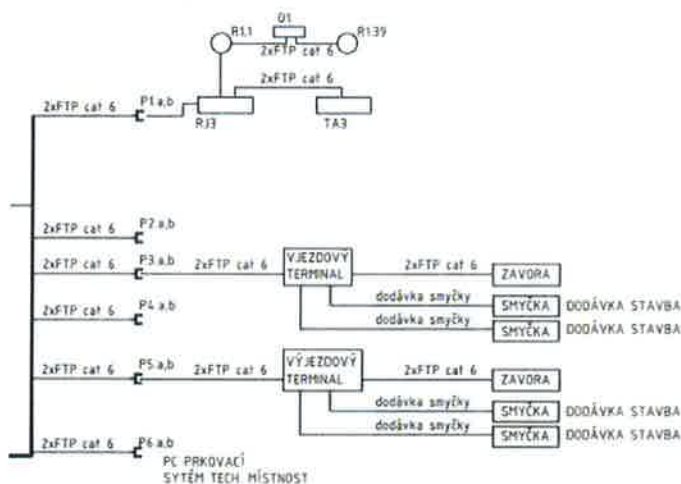 01
R1.1
R1.39
2xFTP cat 6
2xFTP cat 6
2xFTP cat 6
P1 a,b
RJ3
TA3
2xFTP cat 6
P2 a,b
2xFTP cat 6
P3 a,b
2xFTP cat 6
VJEZDOVÝ
TERMINAL
2xFTP cat 6
ZAVORA
dodávka smyčky
SMYČKA
DODÁVKA STAVBA
dodávka smyčky
SMYČKA
DODÁVKA STAVBA
2xFTP cat 6
P4 a,b
2xFTP cat 6
P5 a,b
2xFTP cat 6
VÝJEZDOVÝ
TERMINAL
2xFTP cat 6
ZAVORA
dodávka smyčky
SMYČKA
DODÁVKA STAVBA
dodávka smyčky
SMYČKA
DODÁVKA STAVBA
2xFTP cat 6
P6 a,b
PC PRKOVACÍ
SYTÉM TECH MÍSTNOST